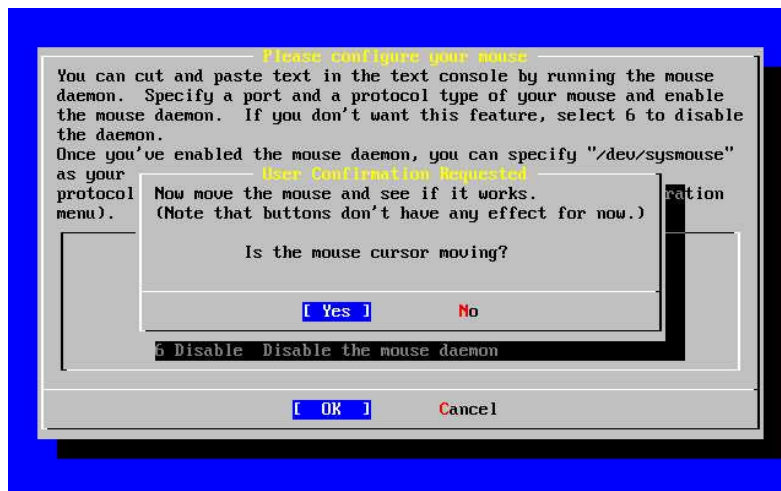 Please configure your mouse
You can cut and paste text in the text console by running the mouse
daemon.  Specify a port and a protocol type of your mouse and enable
the mouse daemon.  If you don't want this feature, select 6 to disable
the daemon.
Once you've enabled the mouse daemon, you can specify "/dev/sysmouse"
as your
protocol ration
menu).
User Confirmation Requested
Now move the mouse and see if it works.
(Note that buttons don't have any effect for now.)
Is the mouse cursor moving?
[ Yes ] No
6 Disable  Disable the mouse daemon
[ OK ] Cancel